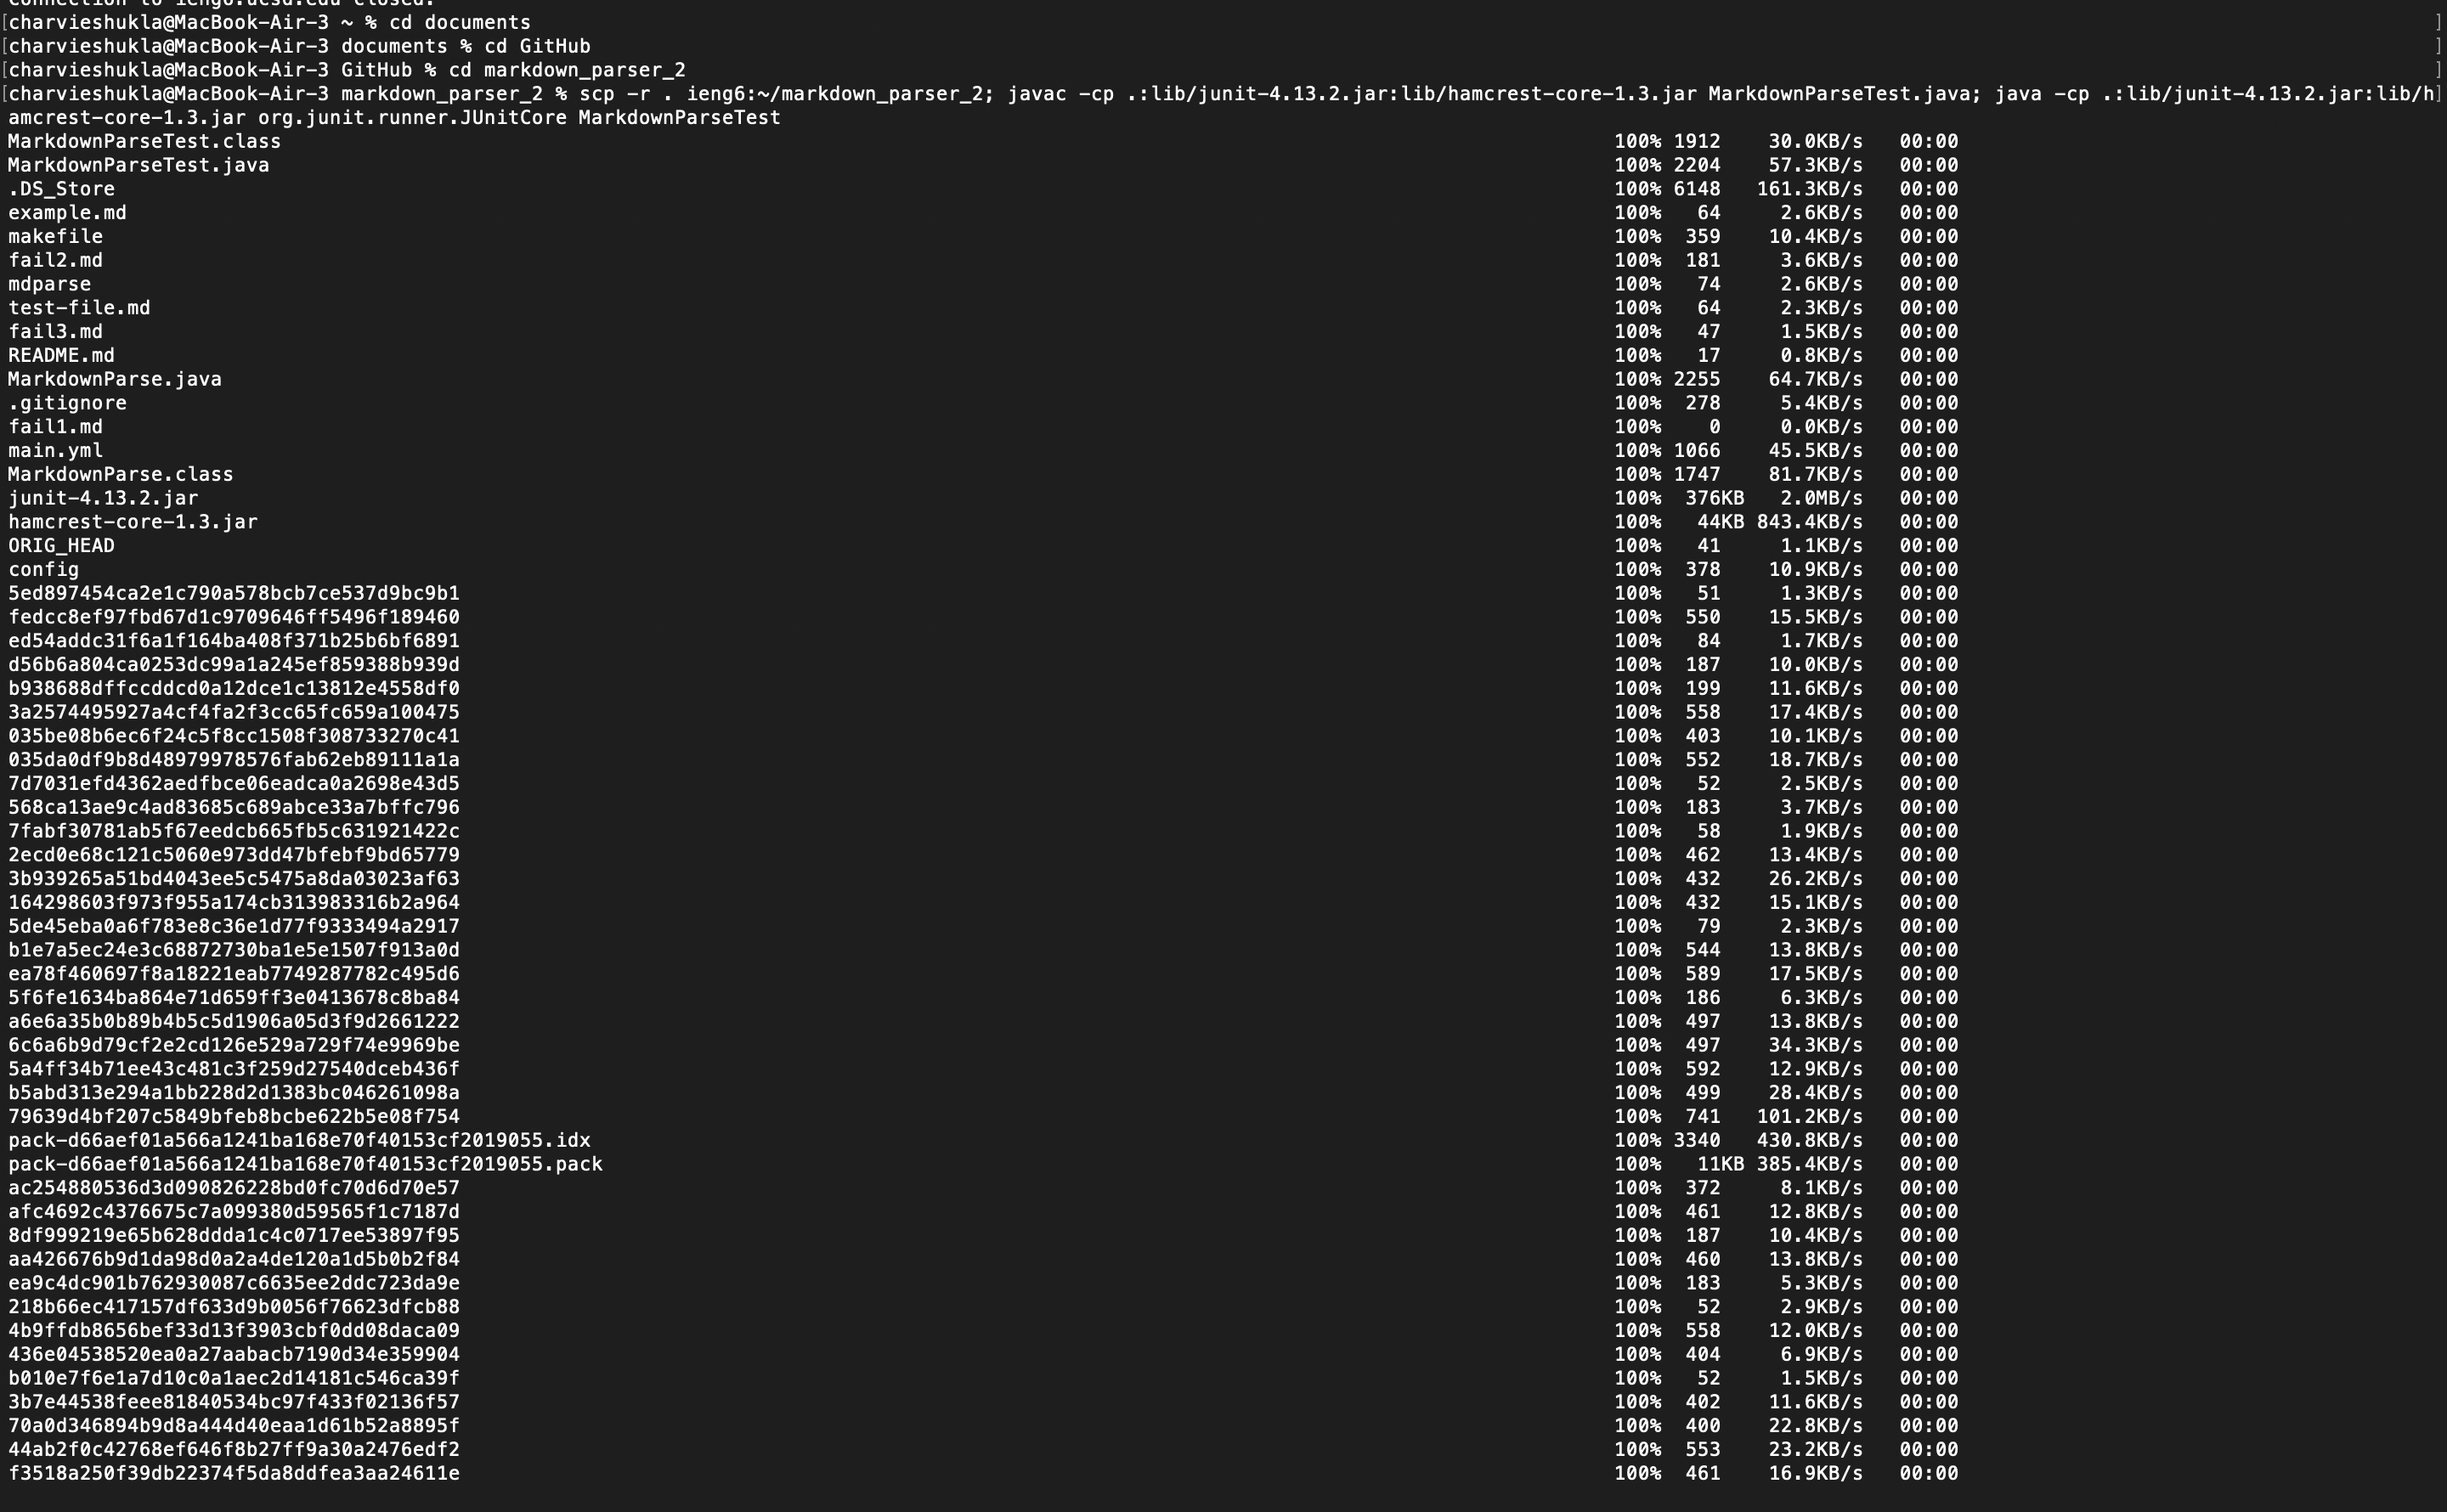 Connection to ieng6.ucsd.edu closed.
[charvieshukla@MacBook-Air-3 ~ % cd documents ]
[charvieshukla@MacBook-Air-3 documents % cd GitHub ]
[charvieshukla@MacBook-Air-3 GitHub % cd markdown_parser_2 ]
[charvieshukla@MacBook-Air-3 markdown_parser_2 % scp -r . ieng6:~/markdown_parser_2; javac -cp .:lib/junit-4.13.2.jar:lib/hamcrest-core-1.3.jar MarkdownParseTest.java; java -cp .:lib/junit-4.13.2.jar:lib/h]
amcrest-core-1.3.jar org.junit.runner.JUnitCore MarkdownParseTest
MarkdownParseTest.class 100% 1912 30.0KB/s 00:00
MarkdownParseTest.java 100% 2204 57.3KB/s 00:00
.DS_Store 100% 6148 161.3KB/s 00:00
example.md 100% 64 2.6KB/s 00:00
makefile 100% 359 10.4KB/s 00:00
fail2.md 100% 181 3.6KB/s 00:00
mdparse 100% 74 2.6KB/s 00:00
test-file.md 100% 64 2.3KB/s 00:00
fail3.md 100% 47 1.5KB/s 00:00
README.md 100% 17 0.8KB/s 00:00
MarkdownParse.java 100% 2255 64.7KB/s 00:00
.gitignore 100% 278 5.4KB/s 00:00
fail1.md 100% 0 0.0KB/s 00:00
main.yml 100% 1066 45.5KB/s 00:00
MarkdownParse.class 100% 1747 81.7KB/s 00:00
junit-4.13.2.jar 100% 376KB 2.0MB/s 00:00
hamcrest-core-1.3.jar 100% 44KB 843.4KB/s 00:00
ORIG_HEAD 100% 41 1.1KB/s 00:00
config 100% 378 10.9KB/s 00:00
5ed897454ca2e1c790a578bcb7ce537d9bc9b1 100% 51 1.3KB/s 00:00
fedcc8ef97fbd67d1c9709646ff5496f189460 100% 550 15.5KB/s 00:00
ed54addc31f6a1f164ba408f371b25b6bf6891 100% 84 1.7KB/s 00:00
d56b6a804ca0253dc99a1a245ef859388b939d 100% 187 10.0KB/s 00:00
b938688dffccddcd0a12dce1c13812e4558df0 100% 199 11.6KB/s 00:00
3a2574495927a4cf4fa2f3cc65fc659a100475 100% 558 17.4KB/s 00:00
035be08b6ec6f24c5f8cc1508f308733270c41 100% 403 10.1KB/s 00:00
035da0df9b8d48979978576fab62eb89111a1a 100% 552 18.7KB/s 00:00
7d7031efd4362aedfbce06eadca0a2698e43d5 100% 52 2.5KB/s 00:00
568ca13ae9c4ad83685c689abce33a7bffc796 100% 183 3.7KB/s 00:00
7fabf30781ab5f67eedcb665fb5c631921422c 100% 58 1.9KB/s 00:00
2ecd0e68c121c5060e973dd47bfebf9bd65779 100% 462 13.4KB/s 00:00
3b939265a51bd4043ee5c5475a8da03023af63 100% 432 26.2KB/s 00:00
164298603f973f955a174cb313983316b2a964 100% 432 15.1KB/s 00:00
5de45eba0a6f783e8c36e1d77f9333494a2917 100% 79 2.3KB/s 00:00
b1e7a5ec24e3c68872730ba1e5e1507f913a0d 100% 544 13.8KB/s 00:00
ea78f460697f8a18221eab7749287782c495d6 100% 589 17.5KB/s 00:00
5f6fe1634ba864e71d659ff3e0413678c8ba84 100% 186 6.3KB/s 00:00
a6e6a35b0b89b4b5c5d1906a05d3f9d2661222 100% 497 13.8KB/s 00:00
6c6a6b9d79cf2e2cd126e529a729f74e9969be 100% 497 34.3KB/s 00:00
5a4ff34b71ee43c481c3f259d27540dceb436f 100% 592 12.9KB/s 00:00
b5abd313e294a1bb228d2d1383bc046261098a 100% 499 28.4KB/s 00:00
79639d4bf207c5849bfeb8bcbe622b5e08f754 100% 741 101.2KB/s 00:00
pack-d66aef01a566a1241ba168e70f40153cf2019055.idx 100% 3340 430.8KB/s 00:00
pack-d66aef01a566a1241ba168e70f40153cf2019055.pack 100% 11KB 385.4KB/s 00:00
ac254880536d3d090826228bd0fc70d6d70e57 100% 372 8.1KB/s 00:00
afc4692c4376675c7a099380d59565f1c7187d 100% 461 12.8KB/s 00:00
8df999219e65b628ddda1c4c0717ee53897f95 100% 187 10.4KB/s 00:00
aa426676b9d1da98d0a2a4de120a1d5b0b2f84 100% 460 13.8KB/s 00:00
ea9c4dc901b762930087c6635ee2ddc723da9e 100% 183 5.3KB/s 00:00
218b66ec417157df633d9b0056f76623dfcb88 100% 52 2.9KB/s 00:00
4b9ffdb8656bef33d13f3903cbf0dd08daca09 100% 558 12.0KB/s 00:00
436e04538520ea0a27aabacb7190d34e359904 100% 404 6.9KB/s 00:00
b010e7f6e1a7d10c0a1aec2d14181c546ca39f 100% 52 1.5KB/s 00:00
3b7e44538feee81840534bc97f433f02136f57 100% 402 11.6KB/s 00:00
70a0d346894b9d8a444d40eaa1d61b52a8895f 100% 400 22.8KB/s 00:00
44ab2f0c42768ef646f8b27ff9a30a2476edf2 100% 553 23.2KB/s 00:00
f3518a250f39db22374f5da8ddfea3aa24611e 100% 461 16.9KB/s 00:00